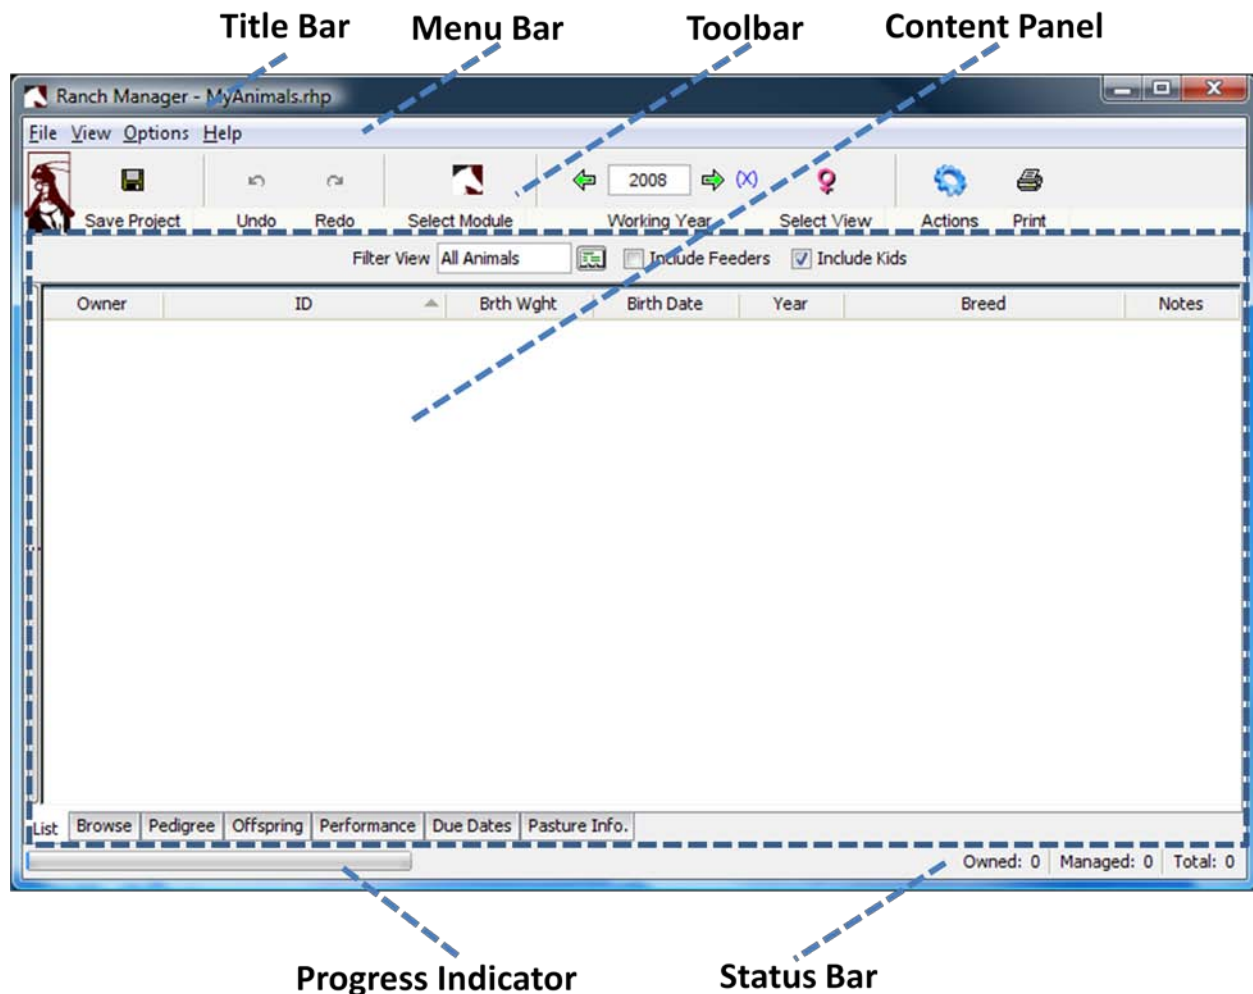 Title Bar Menu Bar Toolbar Content Panel
Ranch Manager - MyAnimals.rhp
File View Options Help
2008 (X)
Save Project Undo Redo Select Module Working Year Select View Actions Print
Filter View All Animals Include Feeders Include Kids
Owner ID Brth Wght Birth Date Year Breed Notes
List Browse Pedigree Offspring Performance Due Dates Pasture Info.
Owned: 0 Managed: 0 Total: 0
Progress Indicator Status Bar